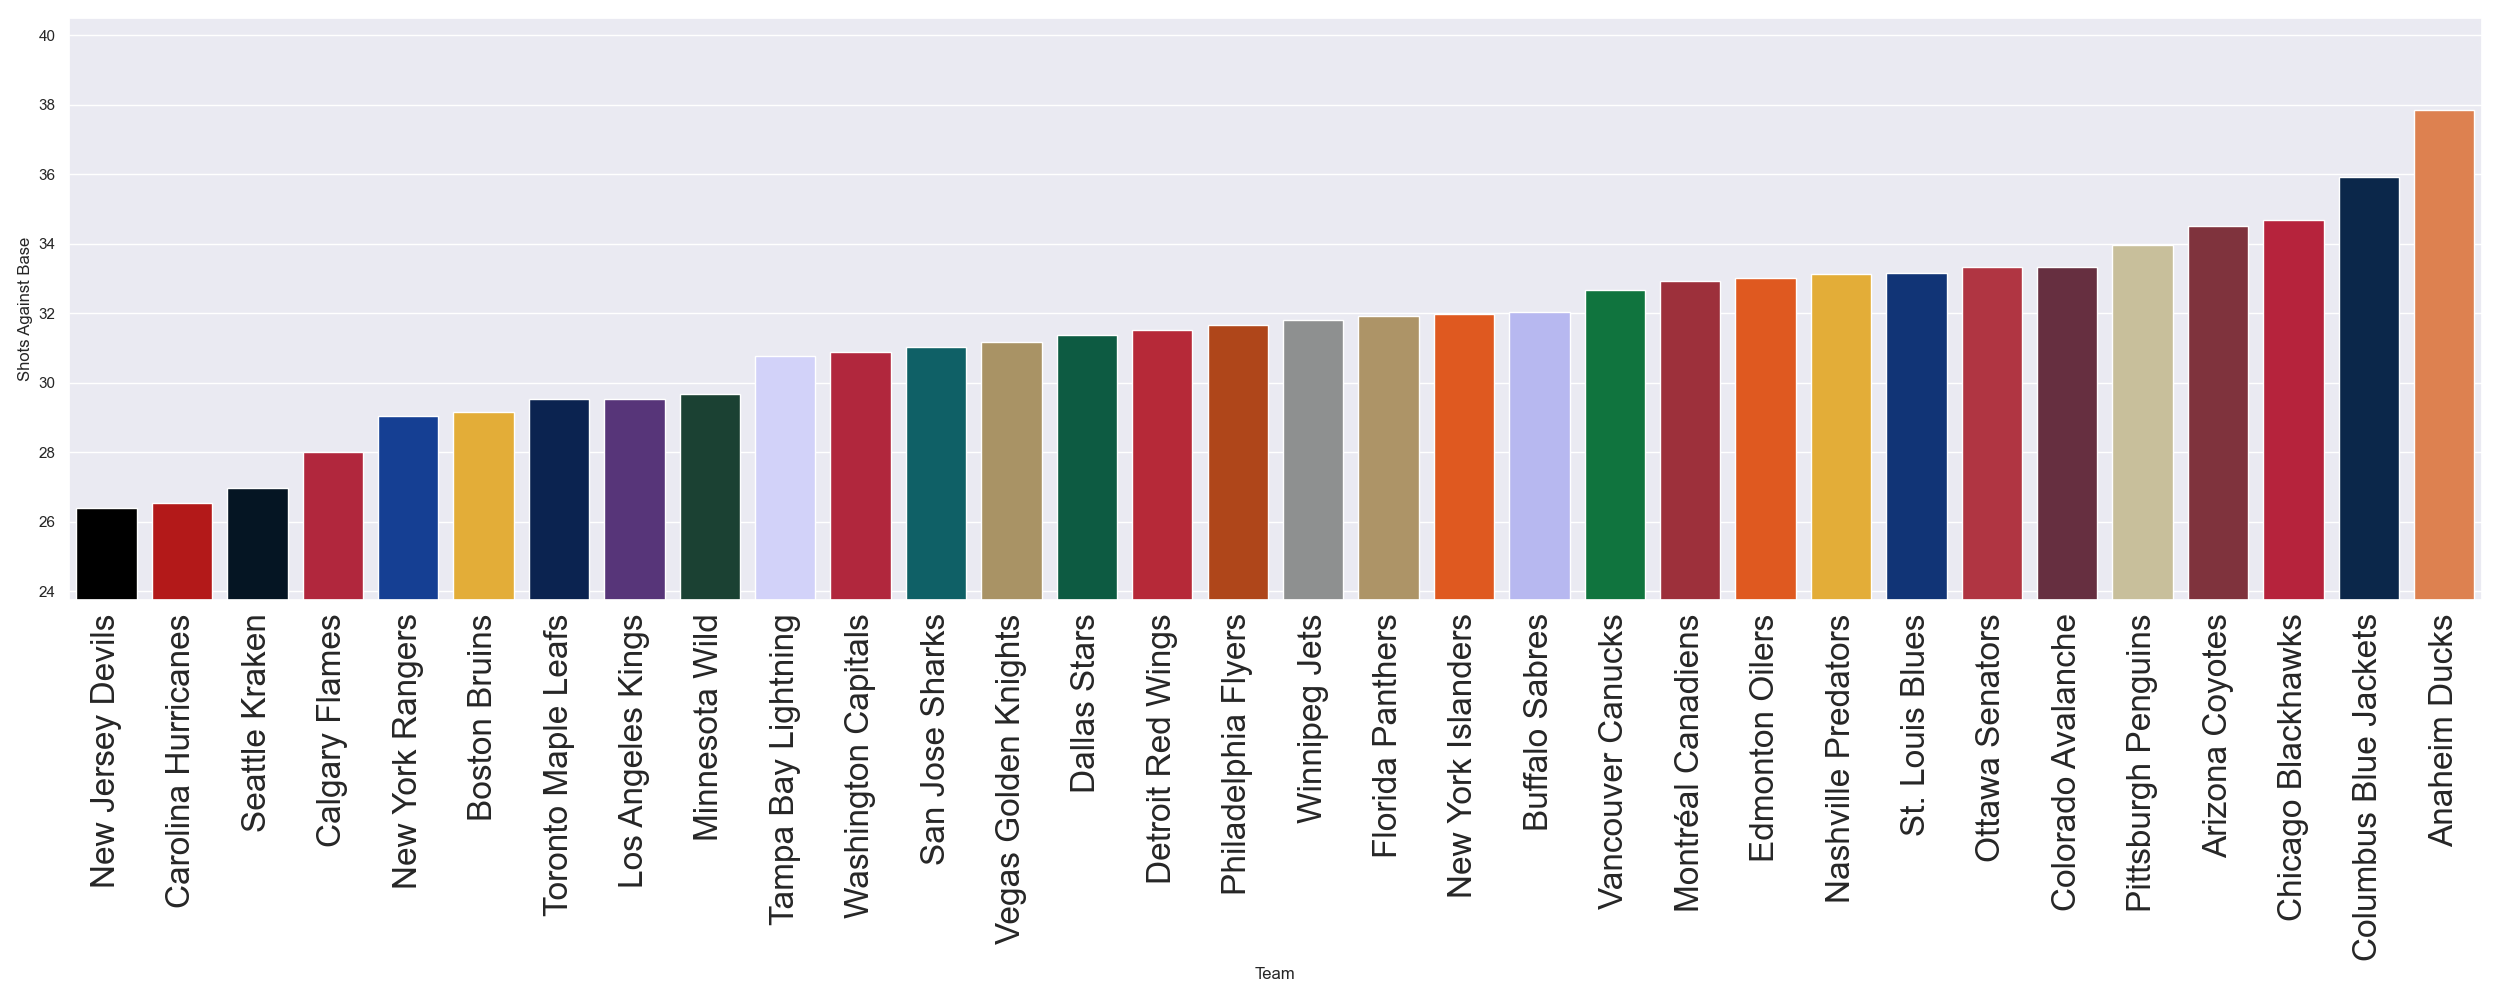 40
38
36
34
32
30
28
26
24
Shots Against Base
New Jersey Devils
Carolina Hurricanes
Seattle Kraken
Calgary Flames
New York Rangers
Boston Bruins
Toronto Maple Leafs
Los Angeles Kings
Minnesota Wild
Tampa Bay Lightning
Washington Capitals
San Jose Sharks
Vegas Golden Knights
Dallas Stars
Detroit Red Wings
Philadelphia Flyers
Winnipeg Jets
Florida Panthers
New York Islanders
Buffalo Sabres
Vancouver Canucks
Montréal Canadiens
Edmonton Oilers
Nashville Predators
St. Louis Blues
Ottawa Senators
Colorado Avalanche
Pittsburgh Penguins
Arizona Coyotes
Chicago Blackhawks
Columbus Blue Jackets
Anaheim Ducks
Team